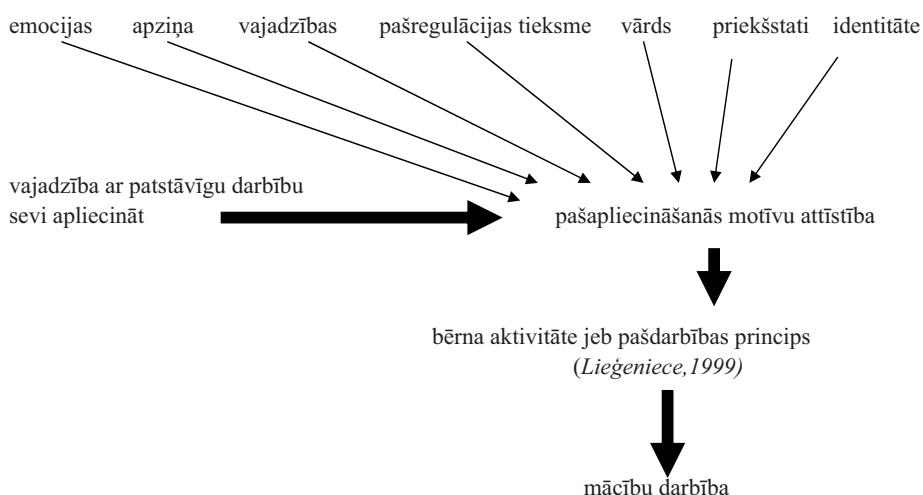 emocijas apziņa vajadzības pašregulācijas tieksme vārds priekšstati identitāte
vajadzība ar patstāvīgu darbību
sevi apliecināt
pašapliecināšanās motīvu attīstība
bērna aktivitāte jeb pašdarbības princips
(Lieģeniece,1999)
mācību darbība